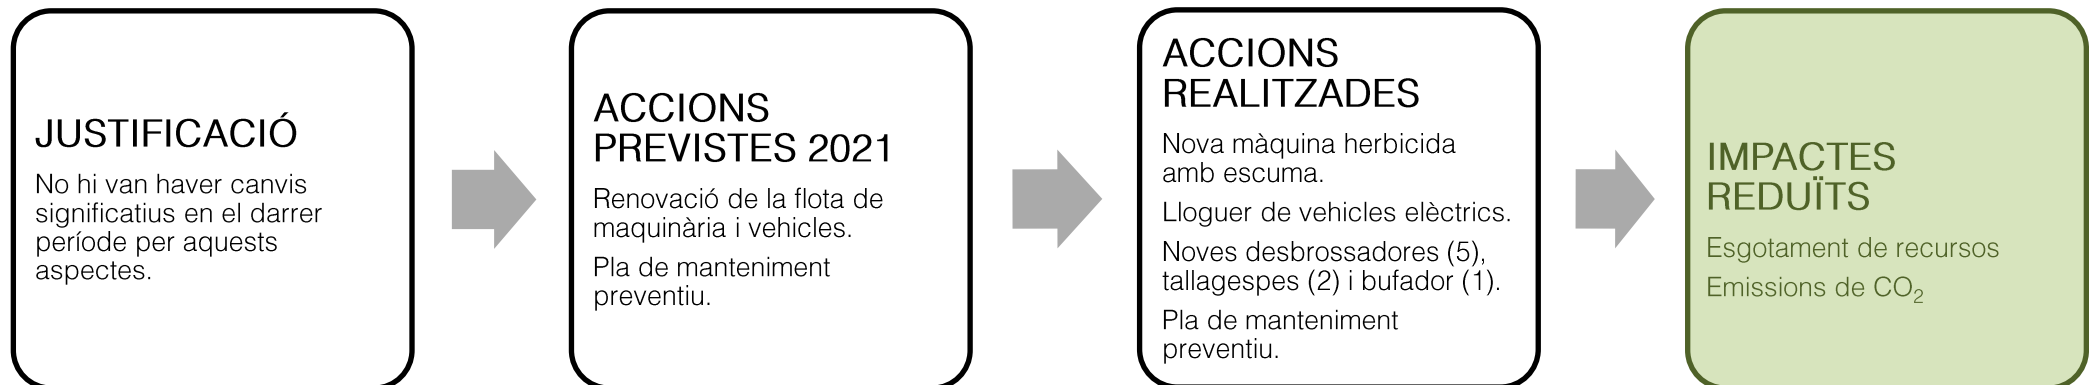 JUSTIFICACIÓ
No hi van haver canvis
significatius en el darrer
període per aquests
aspectes.
ACCIONS
PREVISTES 2021
Renovació de la flota de
maquinària i vehicles.
Pla de manteniment
preventiu.
ACCIONS
REALITZADES
Nova màquina herbicida
amb escuma.
Lloguer de vehicles elèctrics.
Noves desbrossadores (5),
tallagespes (2) i bufador (1).
Pla de manteniment
preventiu.
IMPACTES
REDUÏTS
Esgotament de recursos
Emissions de CO₂